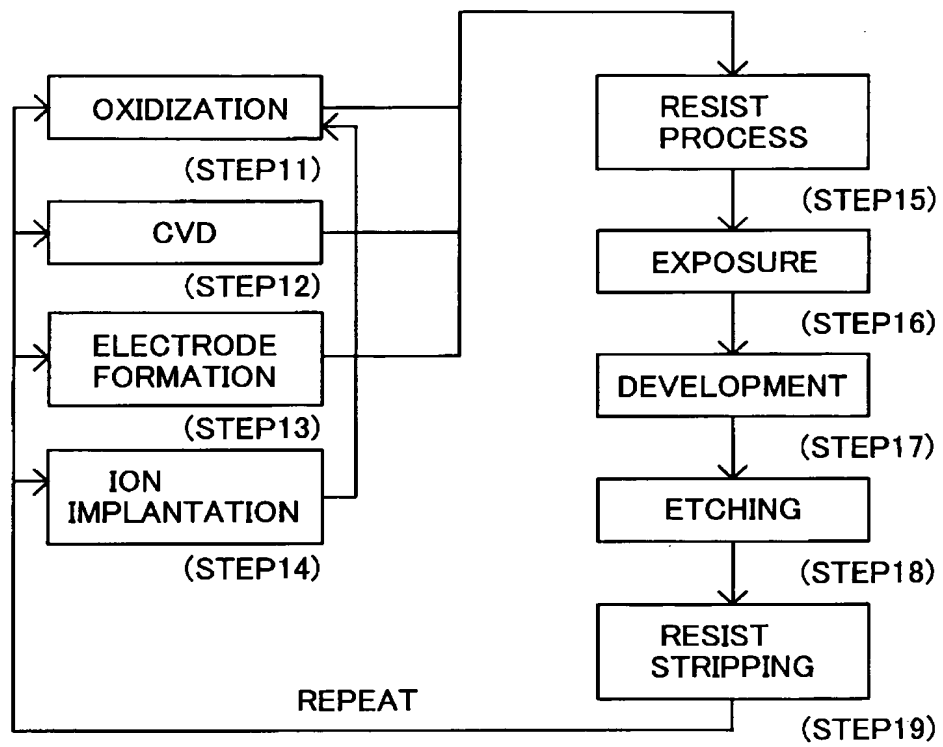 OXIDIZATION
(STEP11)
CVD
(STEP12)
ELECTRODE
FORMATION
(STEP13)
ION
IMPLANTATION
(STEP14)
RESIST
PROCESS
(STEP15)
EXPOSURE
(STEP16)
DEVELOPMENT
(STEP17)
ETCHING
(STEP18)
RESIST
STRIPPING
(STEP19)
REPEAT